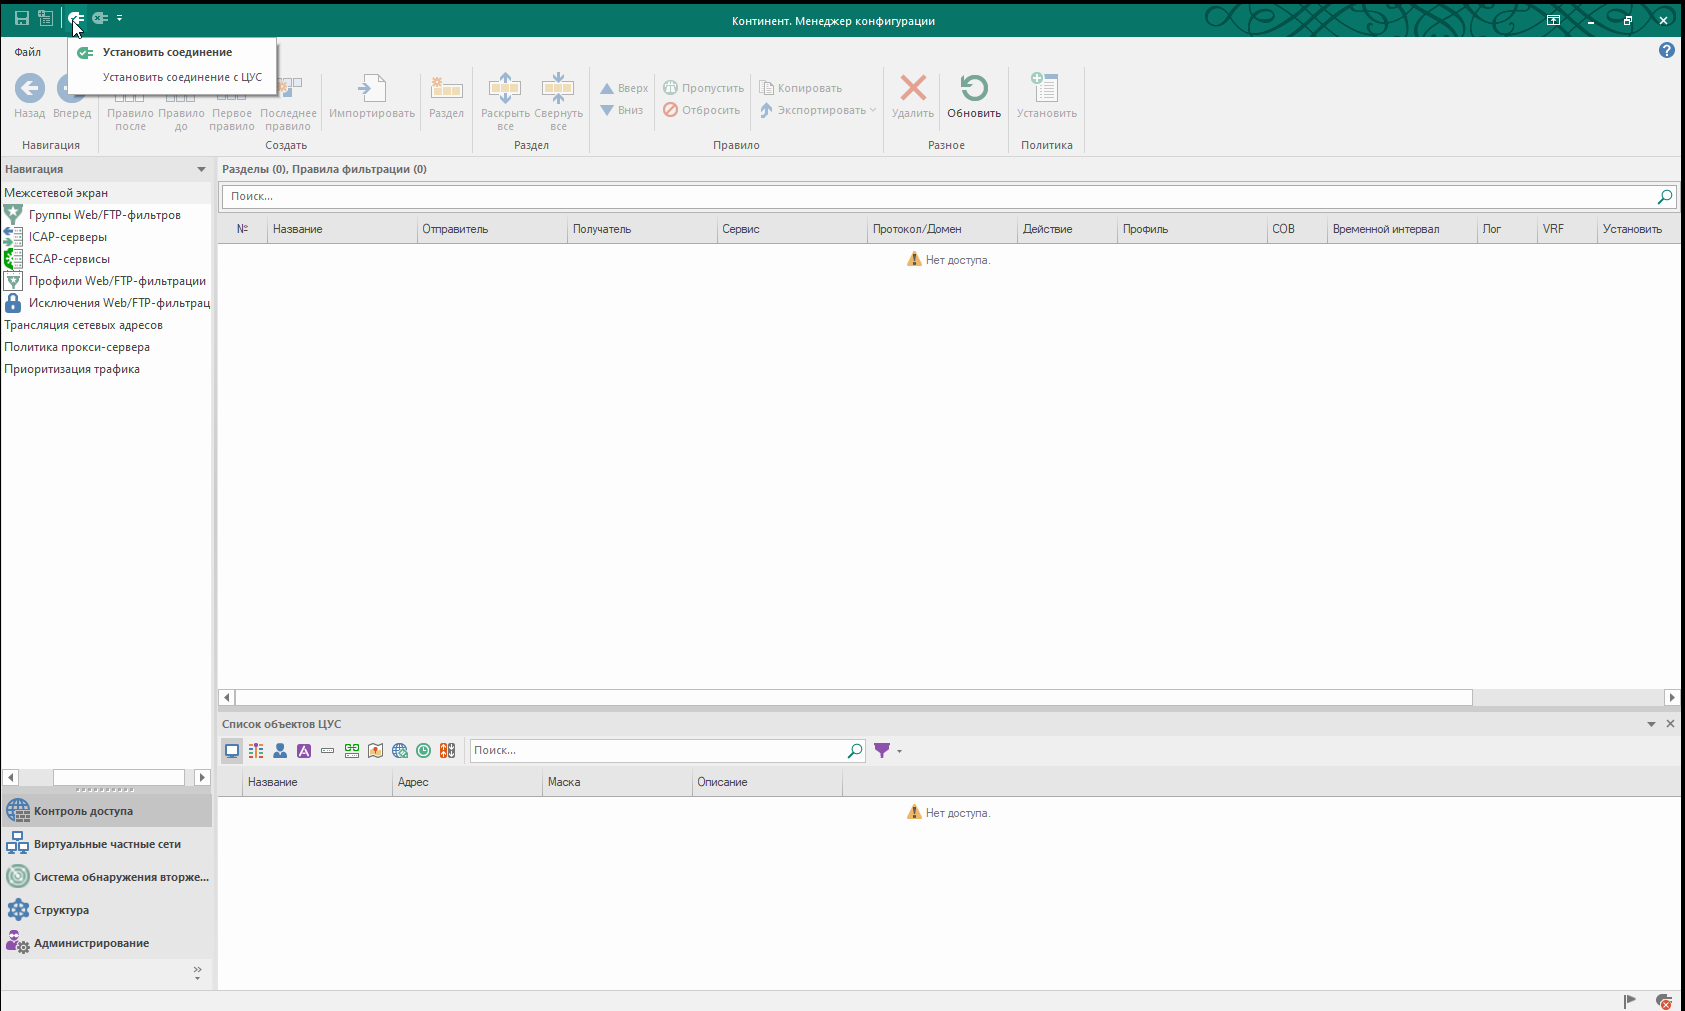 Континент. Менеджер конфигурации
Файл
Установить соединение
Установить соединение с ЦУС
Назад
Вперед
Правило после
Правило до
Первое правило
Последнее правило
Импортировать
Раздел
Раскрыть все
Свернуть все
Вверх
Вниз
Пропустить
Отбросить
Копировать
Экспортировать
Удалить
Обновить
Установить
Навигация
Создать
Раздел
Правило
Разное
Политика
Навигация
Межсетевой экран
Группы Web/FTP-фильтров
ICAP-серверы
ECAP-сервисы
Профили Web/FTP-фильтрации
Исключения Web/FTP-фильтрац
Трансляция сетевых адресов
Политика прокси-сервера
Приоритизация трафика
Контроль доступа
Виртуальные частные сети
Система обнаружения вторже...
Структура
Администрирование
Разделы (0), Правила фильтрации (0)
Поиск...
№ Название Отправитель Получатель Сервис Протокол/Домен Действие Профиль СОВ Временной интервал Лог VRF Установить
Нет доступа.
Список объектов ЦУС
Поиск...
Название Адрес Маска Описание
Нет доступа.